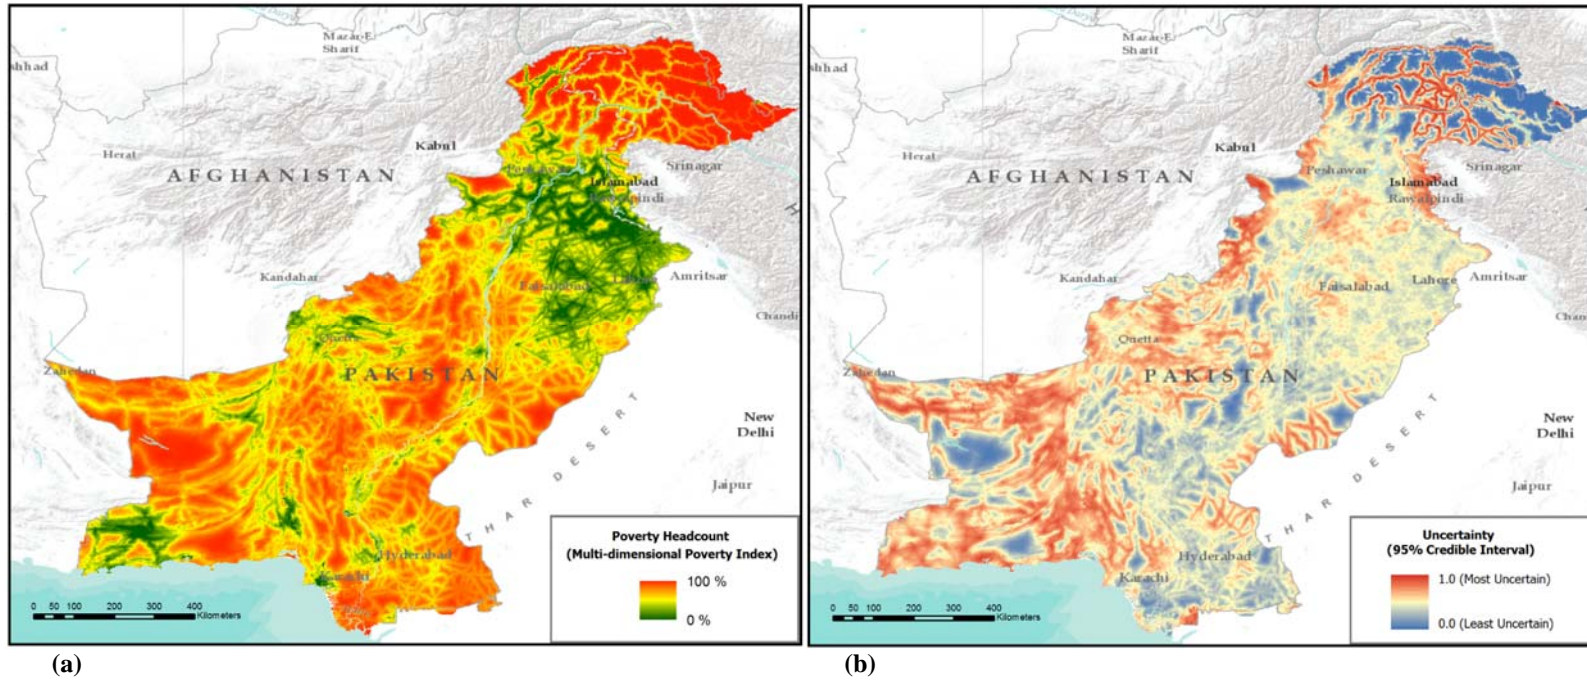 Mazar-E
Sharif
shhad
Kabul
Herat
AFGHANISTAN
Srinagar
Islamabad
Kandahar
Faisalabad
Amritsar
Chandi
Quetta
PAKISTAN
Zahedan
New
Delhi
Jaipur
THAR DESERT
Hyderabad
Karachi
Poverty Headcount
(Multi-dimensional Poverty Index)
100 %
0 %
0 50 100 200 300 400
Kilometers
(a)
Mazar-E
Sharif
shhad
Kabul
Herat
AFGHANISTAN
Srinagar
Peshawar
Islamabad
Rawalpindi
Kandahar
Faisalabad
Lahore
Amritsar
Chandi
Quetta
PAKISTAN
Zahedan
New
Delhi
Jaipur
THAR DESERT
Hyderabad
Karachi
Uncertainty
(95% Credible Interval)
1.0 (Most Uncertain)
0.0 (Least Uncertain)
0 50 100 200 300 400
Kilometers
(b)